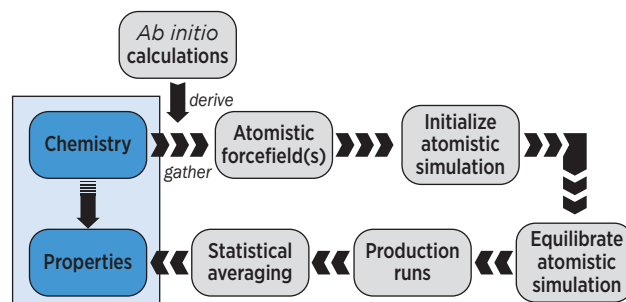 Ab initio
calculations
derive
Chemistry
gather
Atomistic
forcefield(s)
Initialize
atomistic
simulation
Properties
Statistical
averaging
Production
runs
Equilibrate
atomistic
simulation